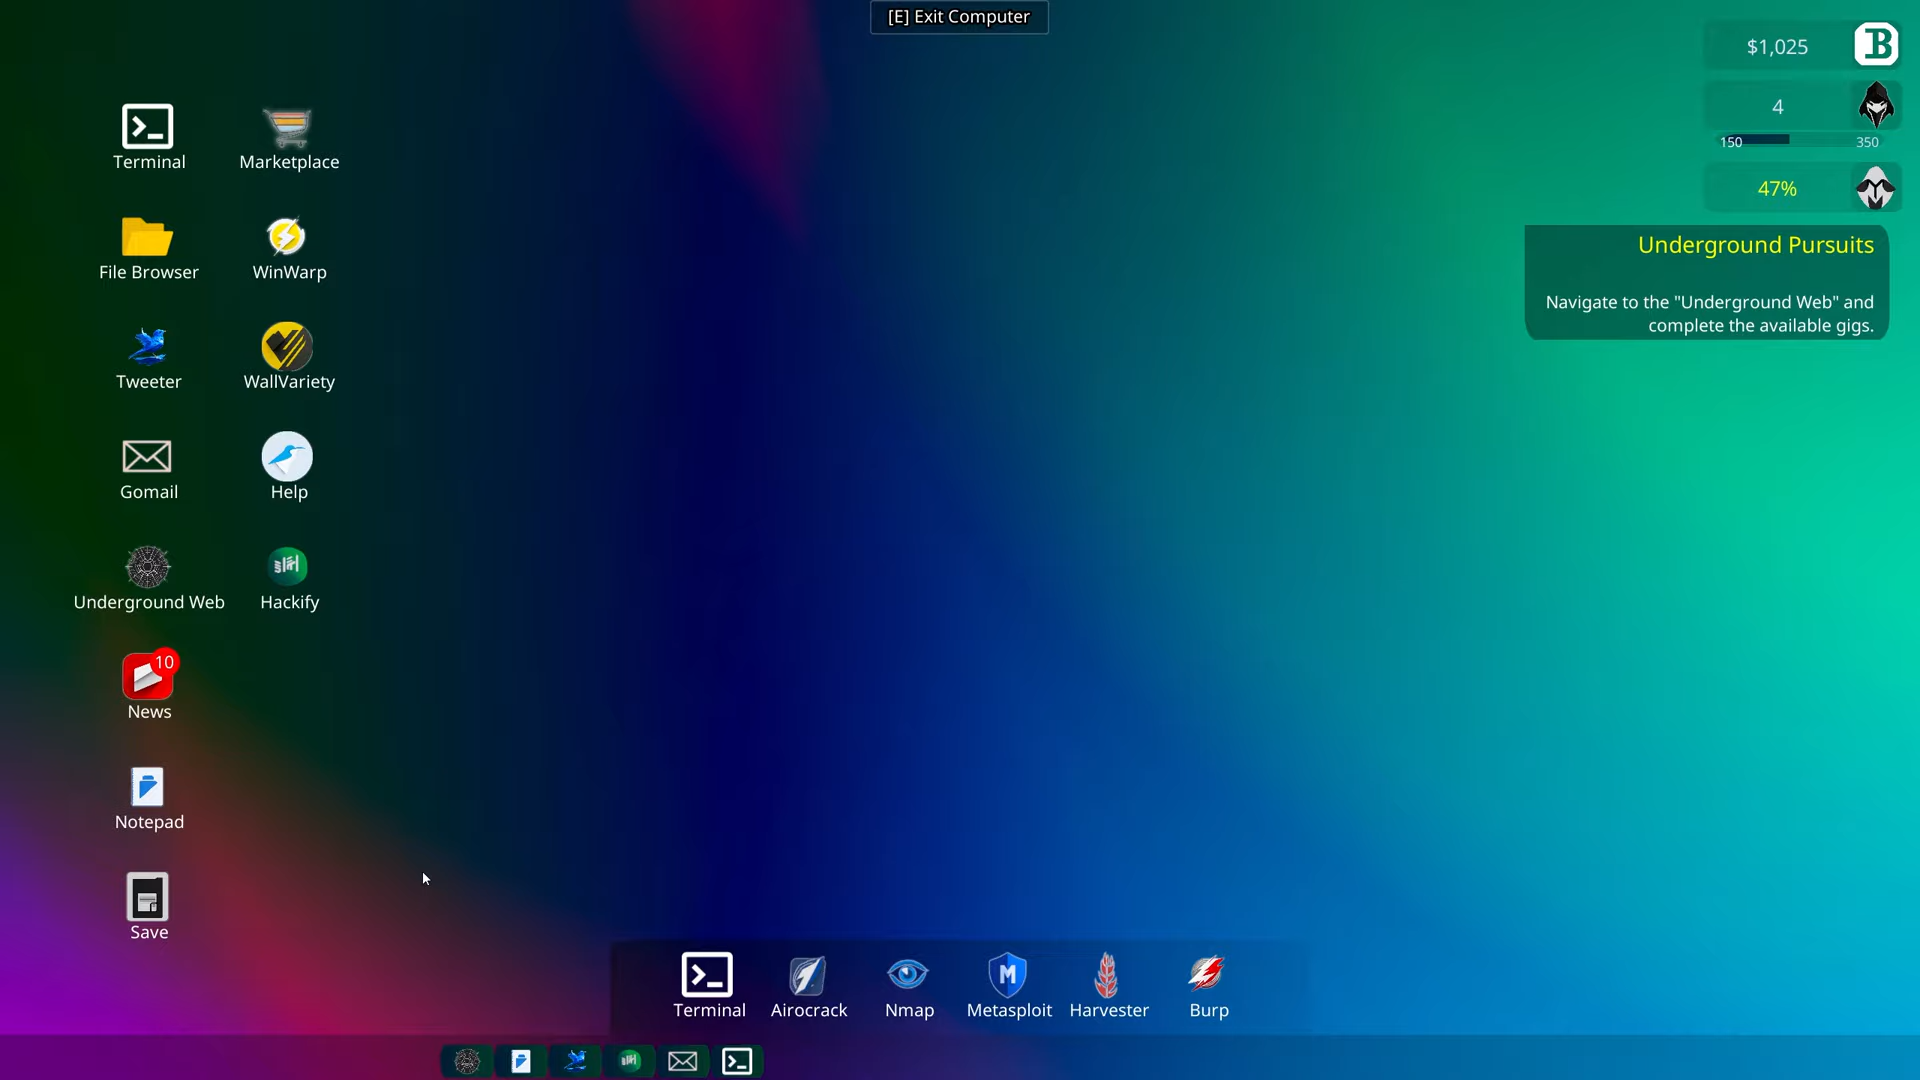 [E] Exit Computer
$1,025
B
4
150
350
47%
Underground Pursuits
Navigate to the "Underground Web" and
complete the available gigs.
Terminal
Marketplace
File Browser
WinWarp
Tweeter
WallVariety
Gomail
Help
Underground Web
Hackify
10
News
Notepad
Save
Terminal
Airocrack
Nmap
M
Metasploit
Harvester
Burp